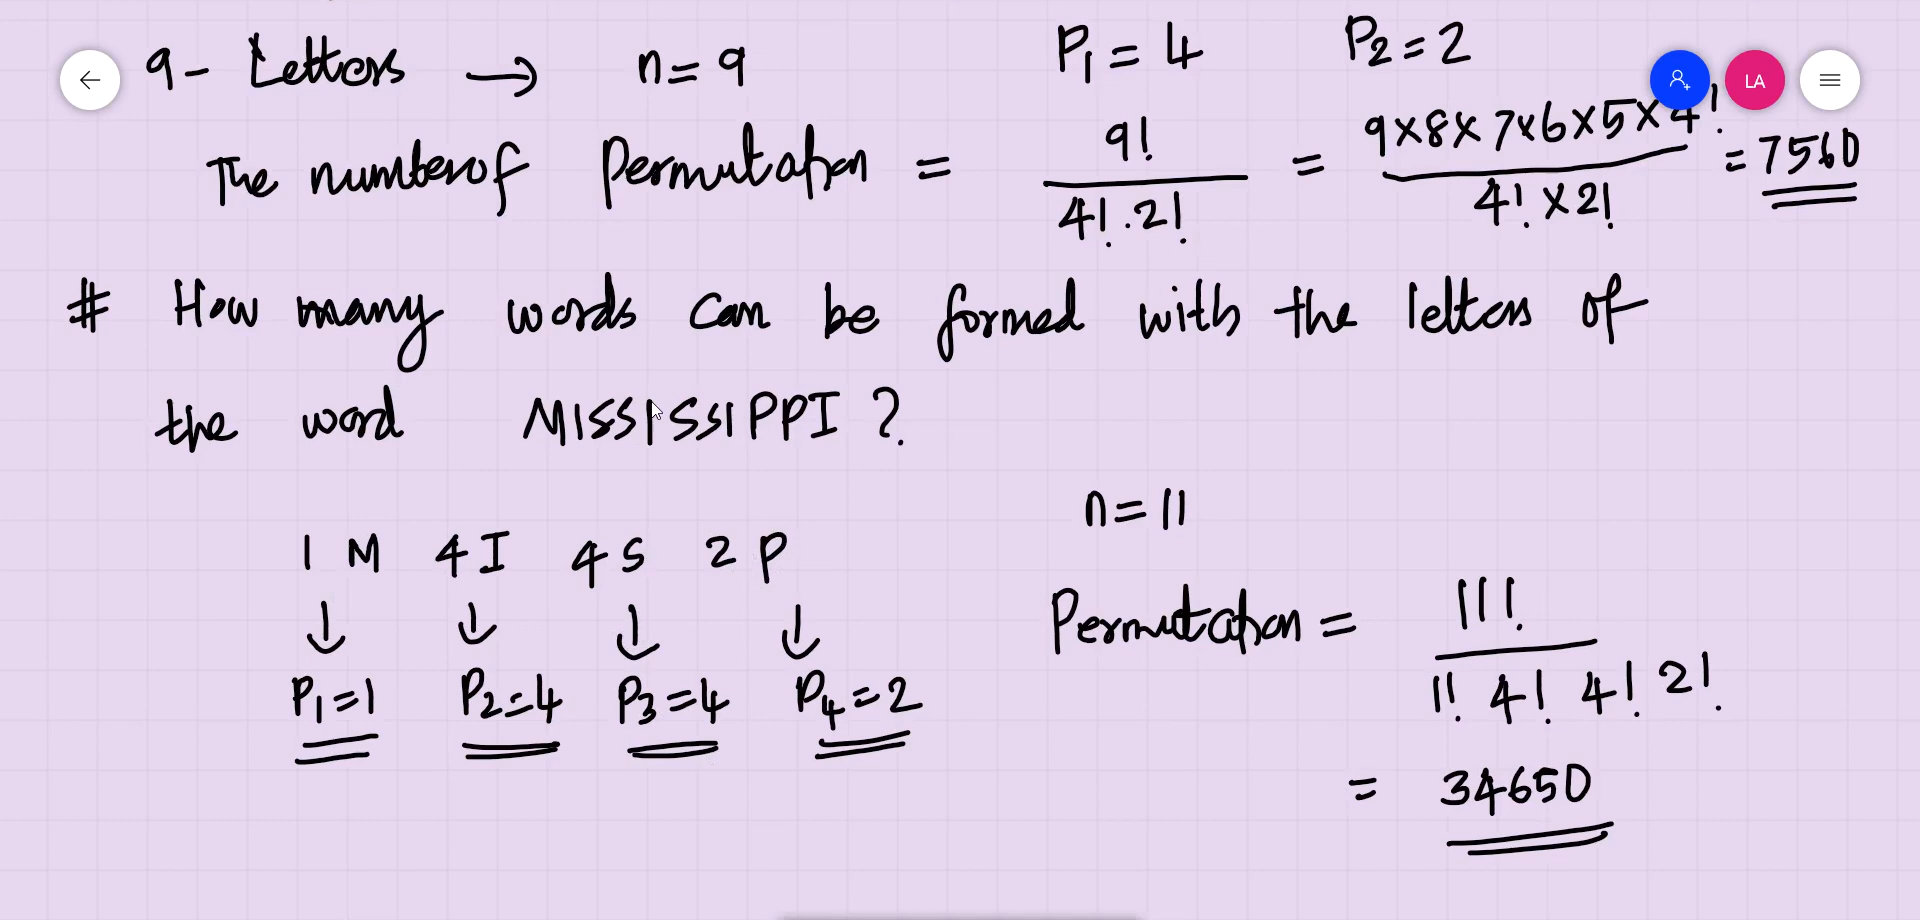 9 - Letters → n = 9 P₁ = 4 P₂ = 2
LA
The number of Permutation = 9! / 4! . 2! = 9×8×7×6×5×4! / 4! × 2! = 7560
# How many words can be formed with the letters of
the word MISSISSIPPI ?
n = 11
1 M 4 I 4 S 2 P
↓ ↓ ↓ ↓
Permutation = 11! / 1! 4! 4! 2!
P₁=1 P₂=4 P₃=4 P₄=2
= 34650